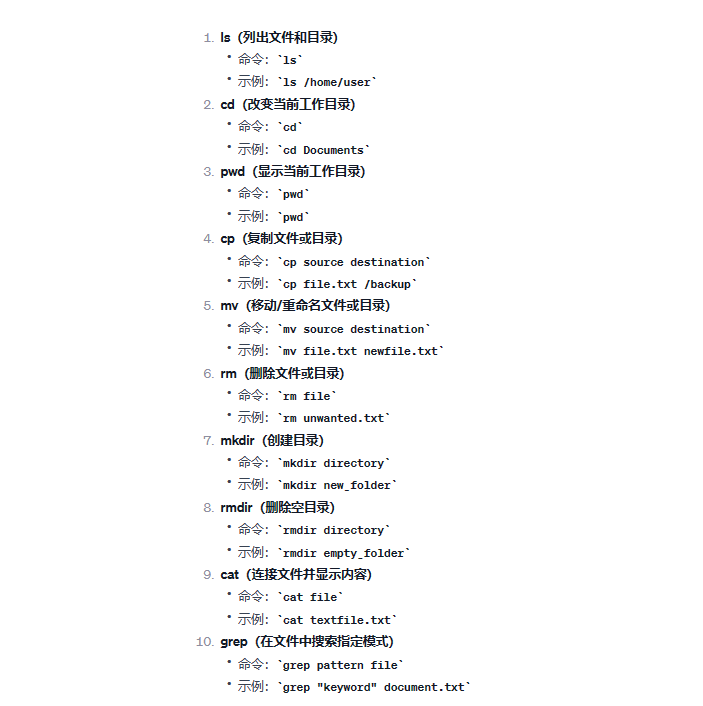 1. ls（列出文件和目录）
• 命令：`ls`
• 示例：`ls /home/user`
2. cd（改变当前工作目录）
• 命令：`cd`
• 示例：`cd Documents`
3. pwd（显示当前工作目录）
• 命令：`pwd`
• 示例：`pwd`
4. cp（复制文件或目录）
• 命令：`cp source destination`
• 示例：`cp file.txt /backup`
5. mv（移动/重命名文件或目录）
• 命令：`mv source destination`
• 示例：`mv file.txt newfile.txt`
6. rm（删除文件或目录）
• 命令：`rm file`
• 示例：`rm unwanted.txt`
7. mkdir（创建目录）
• 命令：`mkdir directory`
• 示例：`mkdir new_folder`
8. rmdir（删除空目录）
• 命令：`rmdir directory`
• 示例：`rmdir empty_folder`
9. cat（连接文件并显示内容）
• 命令：`cat file`
• 示例：`cat textfile.txt`
10. grep（在文件中搜索指定模式）
• 命令：`grep pattern file`
• 示例：`grep "keyword" document.txt`